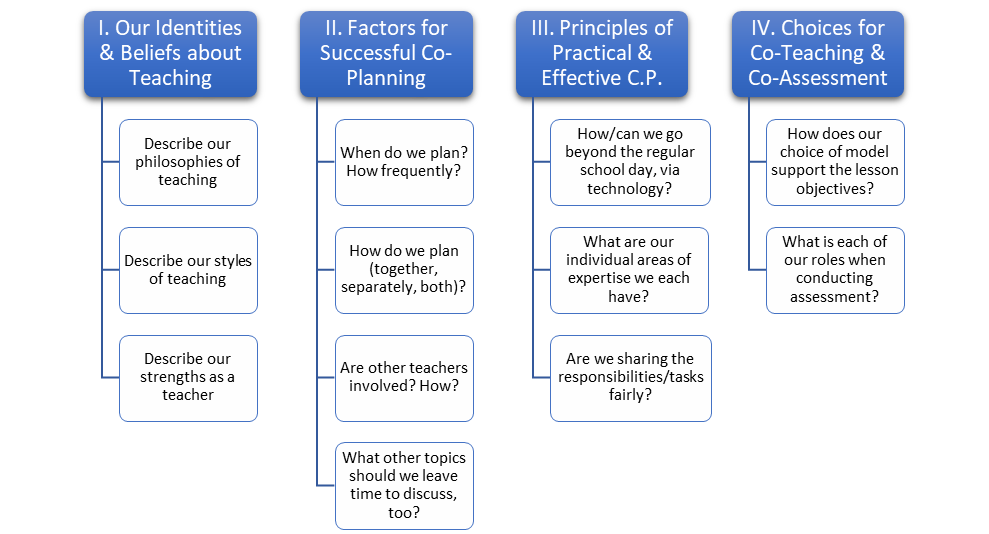 I. Our Identities
& Beliefs about
Teaching
Describe our
philosophies of
teaching
Describe our styles
of teaching
Describe our
strengths as a
teacher
II. Factors for
Successful Co-
Planning
When do we plan?
How frequently?
How do we plan
(together,
separately, both)?
Are other teachers
involved? How?
What other topics
should we leave
time to discuss,
too?
III. Principles of
Practical &
Effective C.P.
How/can we go
beyond the regular
school day, via
technology?
What are our
individual areas of
expertise we each
have?
Are we sharing the
responsibilities/tasks
fairly?
IV. Choices for
Co-Teaching &
Co-Assessment
How does our
choice of model
support the lesson
objectives?
What is each of
our roles when
conducting
assessment?